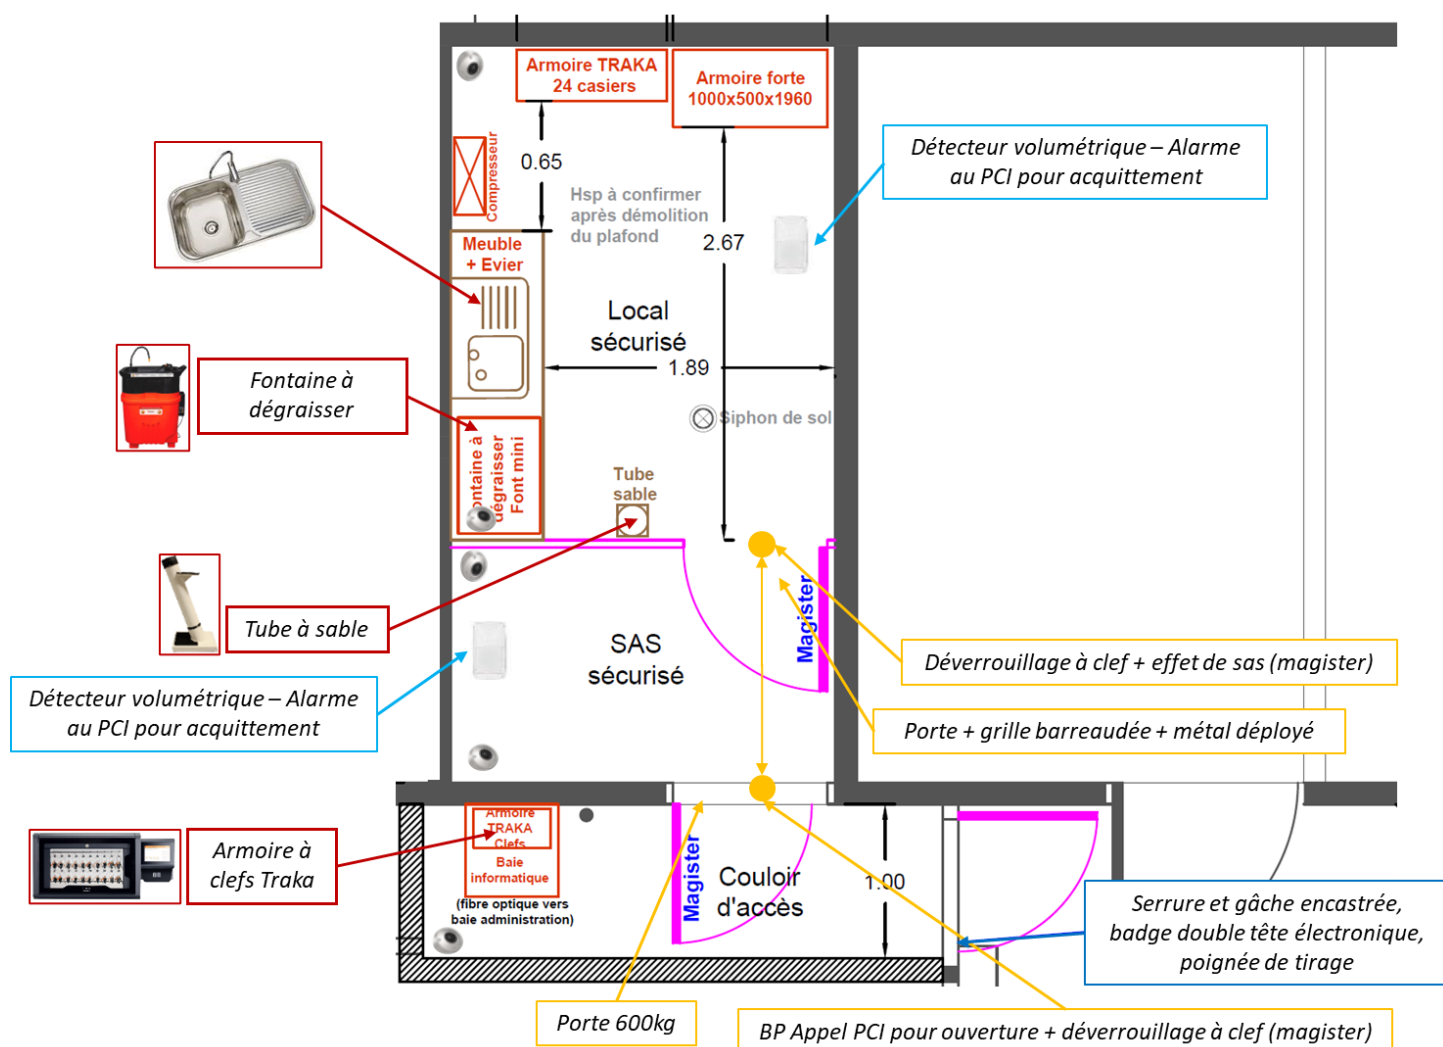 Armoire TRAKA
24 casiers
Armoire forte
1000x500x1960
Compresseur
0.65
Hsp à confirmer
après démolition
du plafond
2.67
Détecteur volumétrique – Alarme
au PCI pour acquittement
Meuble
+ Evier
Local
sécurisé
1.89
Fontaine à
dégraisser
Siphon de sol
ontaine à
dégraisser
Font mini
Tube
sable
Magister
Tube à sable
SAS
sécurisé
Déverrouillage à clef + effet de sas (magister)
Détecteur volumétrique – Alarme
au PCI pour acquittement
Porte + grille barreaudée + métal déployé
Armoire à
clefs Traka
Armoire
TRAKA
Clefs
Baie
informatique
(fibre optique vers
baie administration)
Magister
Couloir
d'accès
1.00
Serrure et gâche encastrée,
badge double tête électronique,
poignée de tirage
Porte 600kg
BP Appel PCI pour ouverture + déverrouillage à clef (magister)